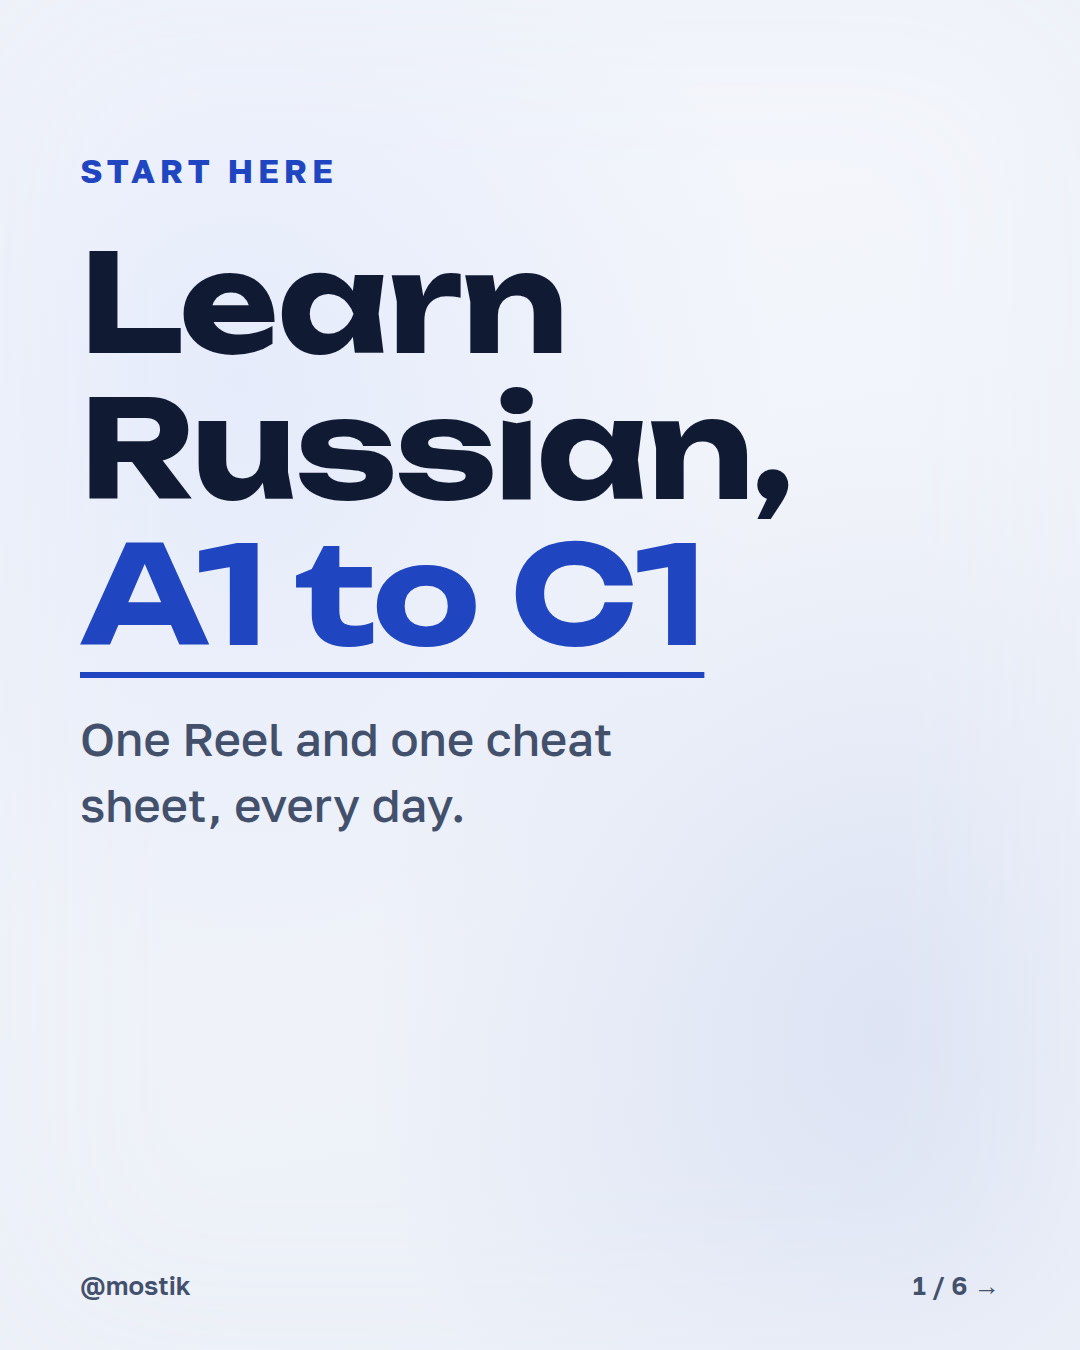 START HERE
Learn
Russian,
A1 to C1
One Reel and one cheat
sheet, every day.
@mostik
1 / 6 →